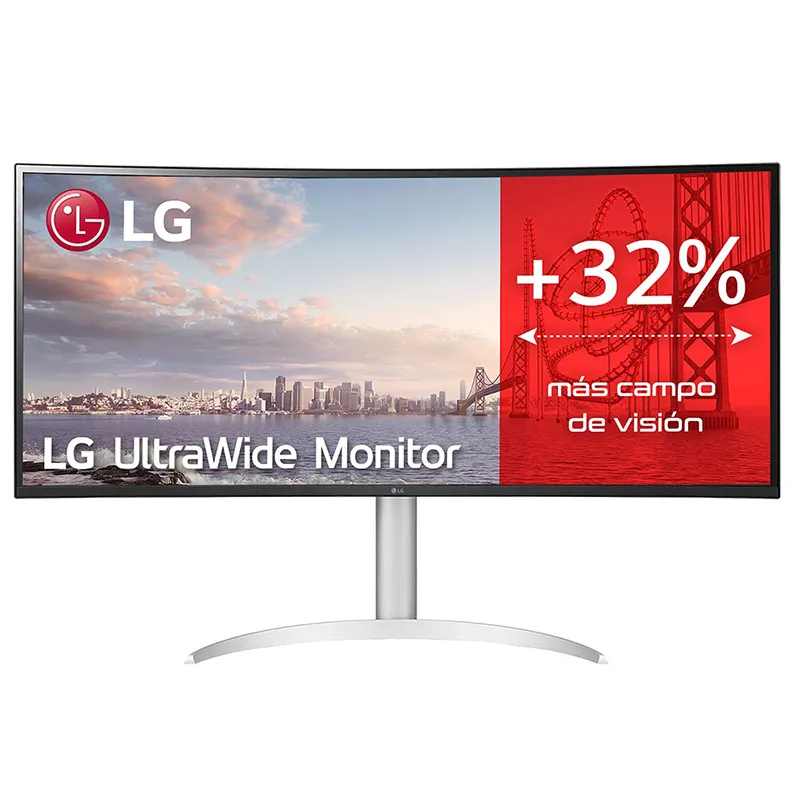 LG
+32%
más campo
de visión
LG UltraWide Monitor
LG